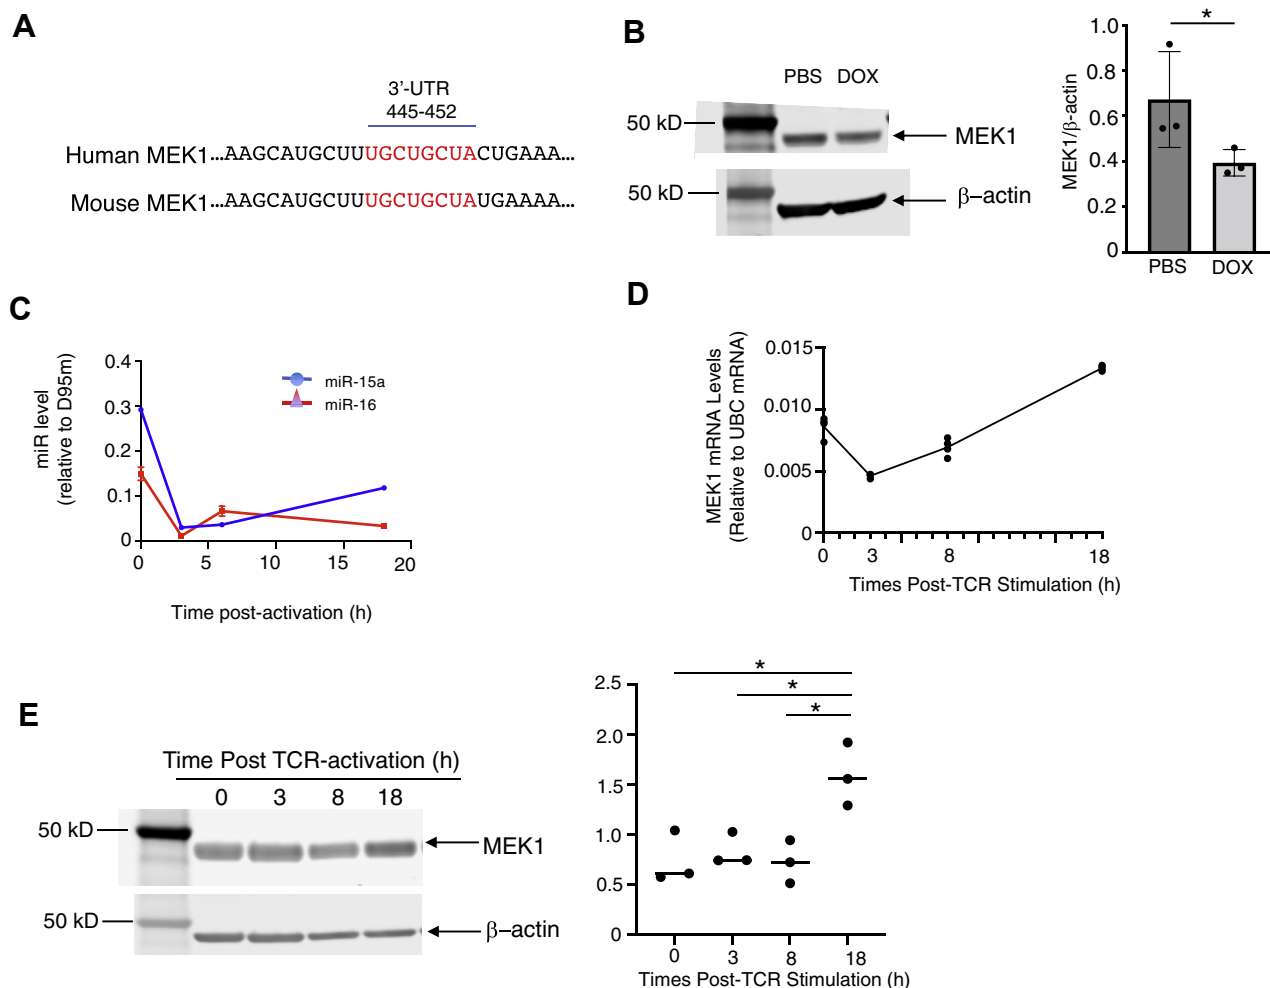 A
3’-UTR
445-452
Human MEK1...AAGCAUGCUUUGCUGCUACUGAAA...
Mouse MEK1...AAGCAUGCUUUGCUGCUAUGAAAA...
B
PBS DOX
50 kD
MEK1
50 kD
β–actin
*
MEK1/β-actin
1.0
0.8
0.6
0.4
0.2
0
PBS DOX
C
miR level
(relative to D95m)
0.4
0.3
0.2
0.1
0
miR-15a
miR-16
0 5 10 15 20
Time post-activation (h)
D
MEK1 mRNA Levels
(Relative to UBC mRNA)
0.015
0.010
0.005
0
0 3 8 18
Times Post-TCR Stimulation (h)
E
Time Post TCR-activation (h)
0 3 8 18
50 kD
MEK1
50 kD
β–actin
*
*
*
2.5
2.0
1.5
1.0
0.5
0
0 3 8 18
Times Post-TCR Stimulation (h)